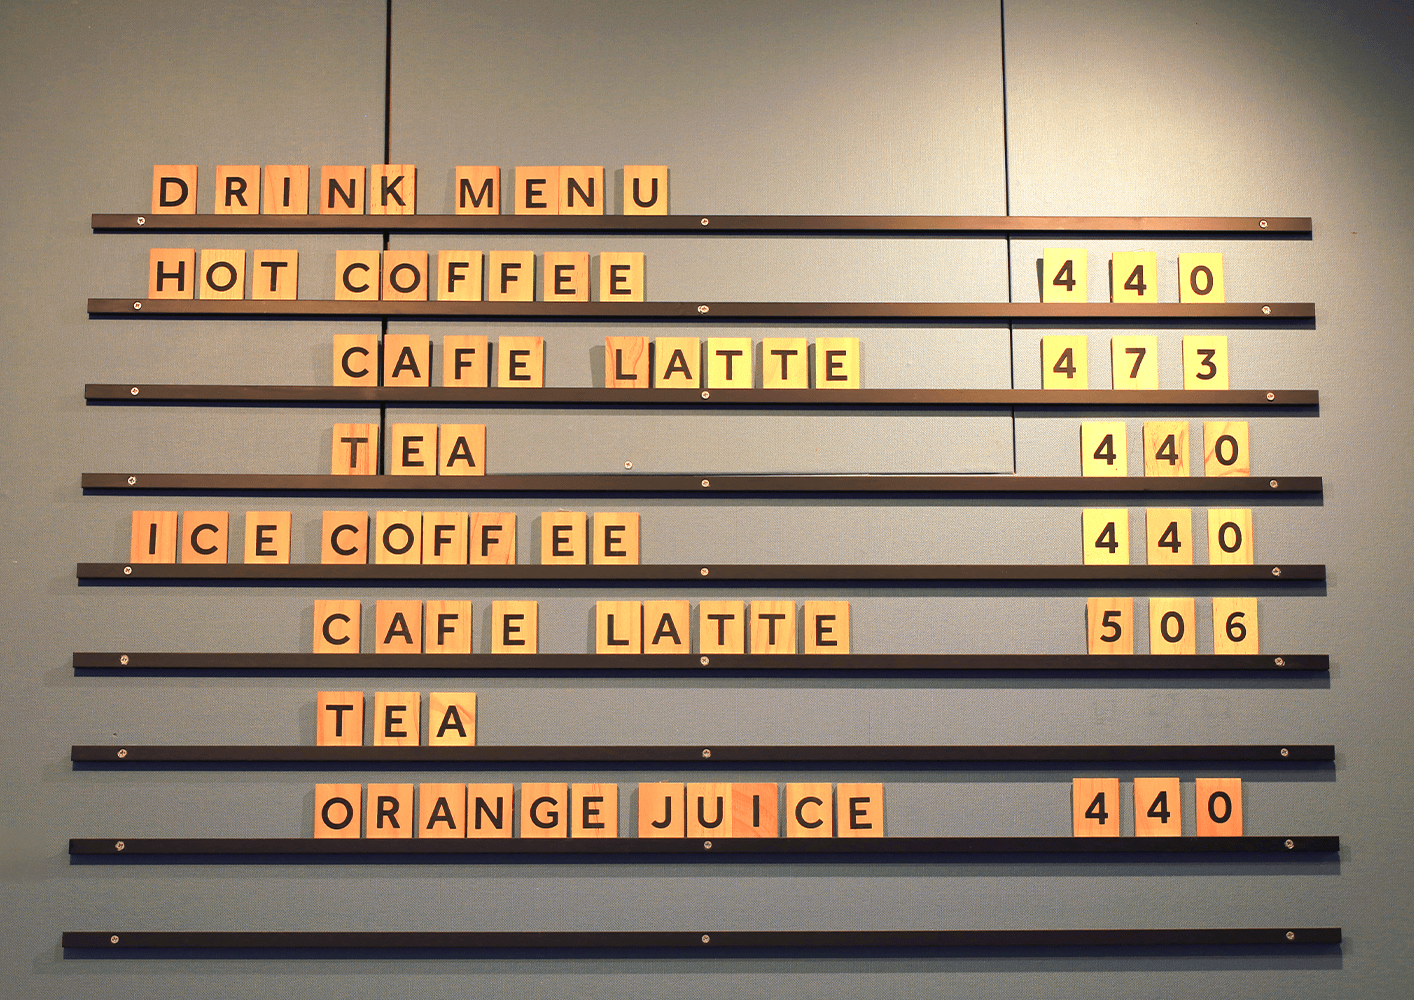 DRINK MENU
HOT COFFEE 440
CAFE LATTE 473
TEA 440
ICE COFFEE 440
CAFE LATTE 506
TEA
ORANGE JUICE 440